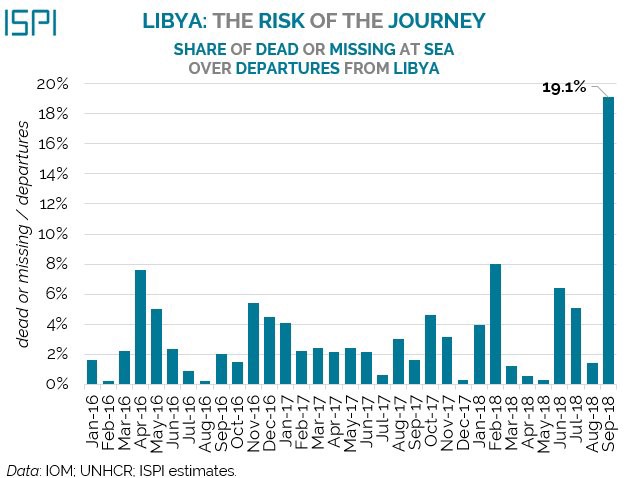 ISPI
LIBYA: THE RISK OF THE JOURNEY
SHARE OF DEAD OR MISSING AT SEA
OVER DEPARTURES FROM LIBYA
19.1%
20%
18%
16%
14%
12%
10%
8%
6%
4%
2%
0%
dead or missing / departures
Jan-16
Feb-16
Mar-16
Apr-16
May-16
Jun-16
Jul-16
Aug-16
Sep-16
Oct-16
Nov-16
Dec-16
Jan-17
Feb-17
Mar-17
Apr-17
May-17
Jun-17
Jul-17
Aug-17
Sep-17
Oct-17
Nov-17
Dec-17
Jan-18
Feb-18
Mar-18
Apr-18
May-18
Jun-18
Jul-18
Aug-18
Sep-18
Data: IOM; UNHCR; ISPI estimates.